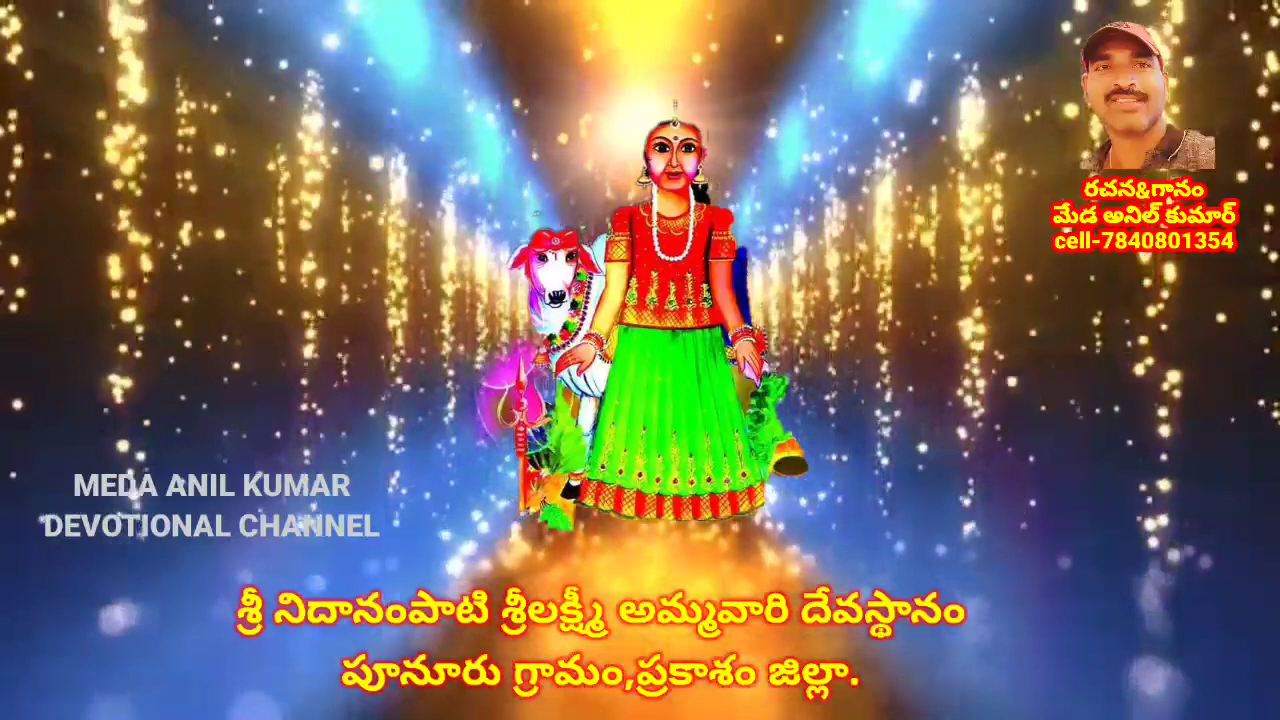 రచన&గానం
మేడ అనిల్ కుమార్
cell-7840801354
MEDA ANIL KUMAR
DEVOTIONAL CHANNEL
శ్రీ నిదానంపాటి శ్రీలక్ష్మీ అమ్మవారి దేవస్థానం
పూనూరు గ్రామం,ప్రకాశం జిల్లా.